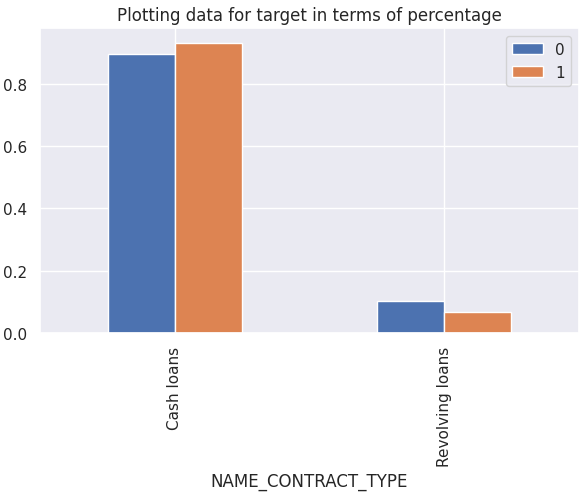 Plotting data for target in terms of percentage
0
1
0.8
0.6
0.4
0.2
0.0
Cash loans
Revolving loans
NAME_CONTRACT_TYPE